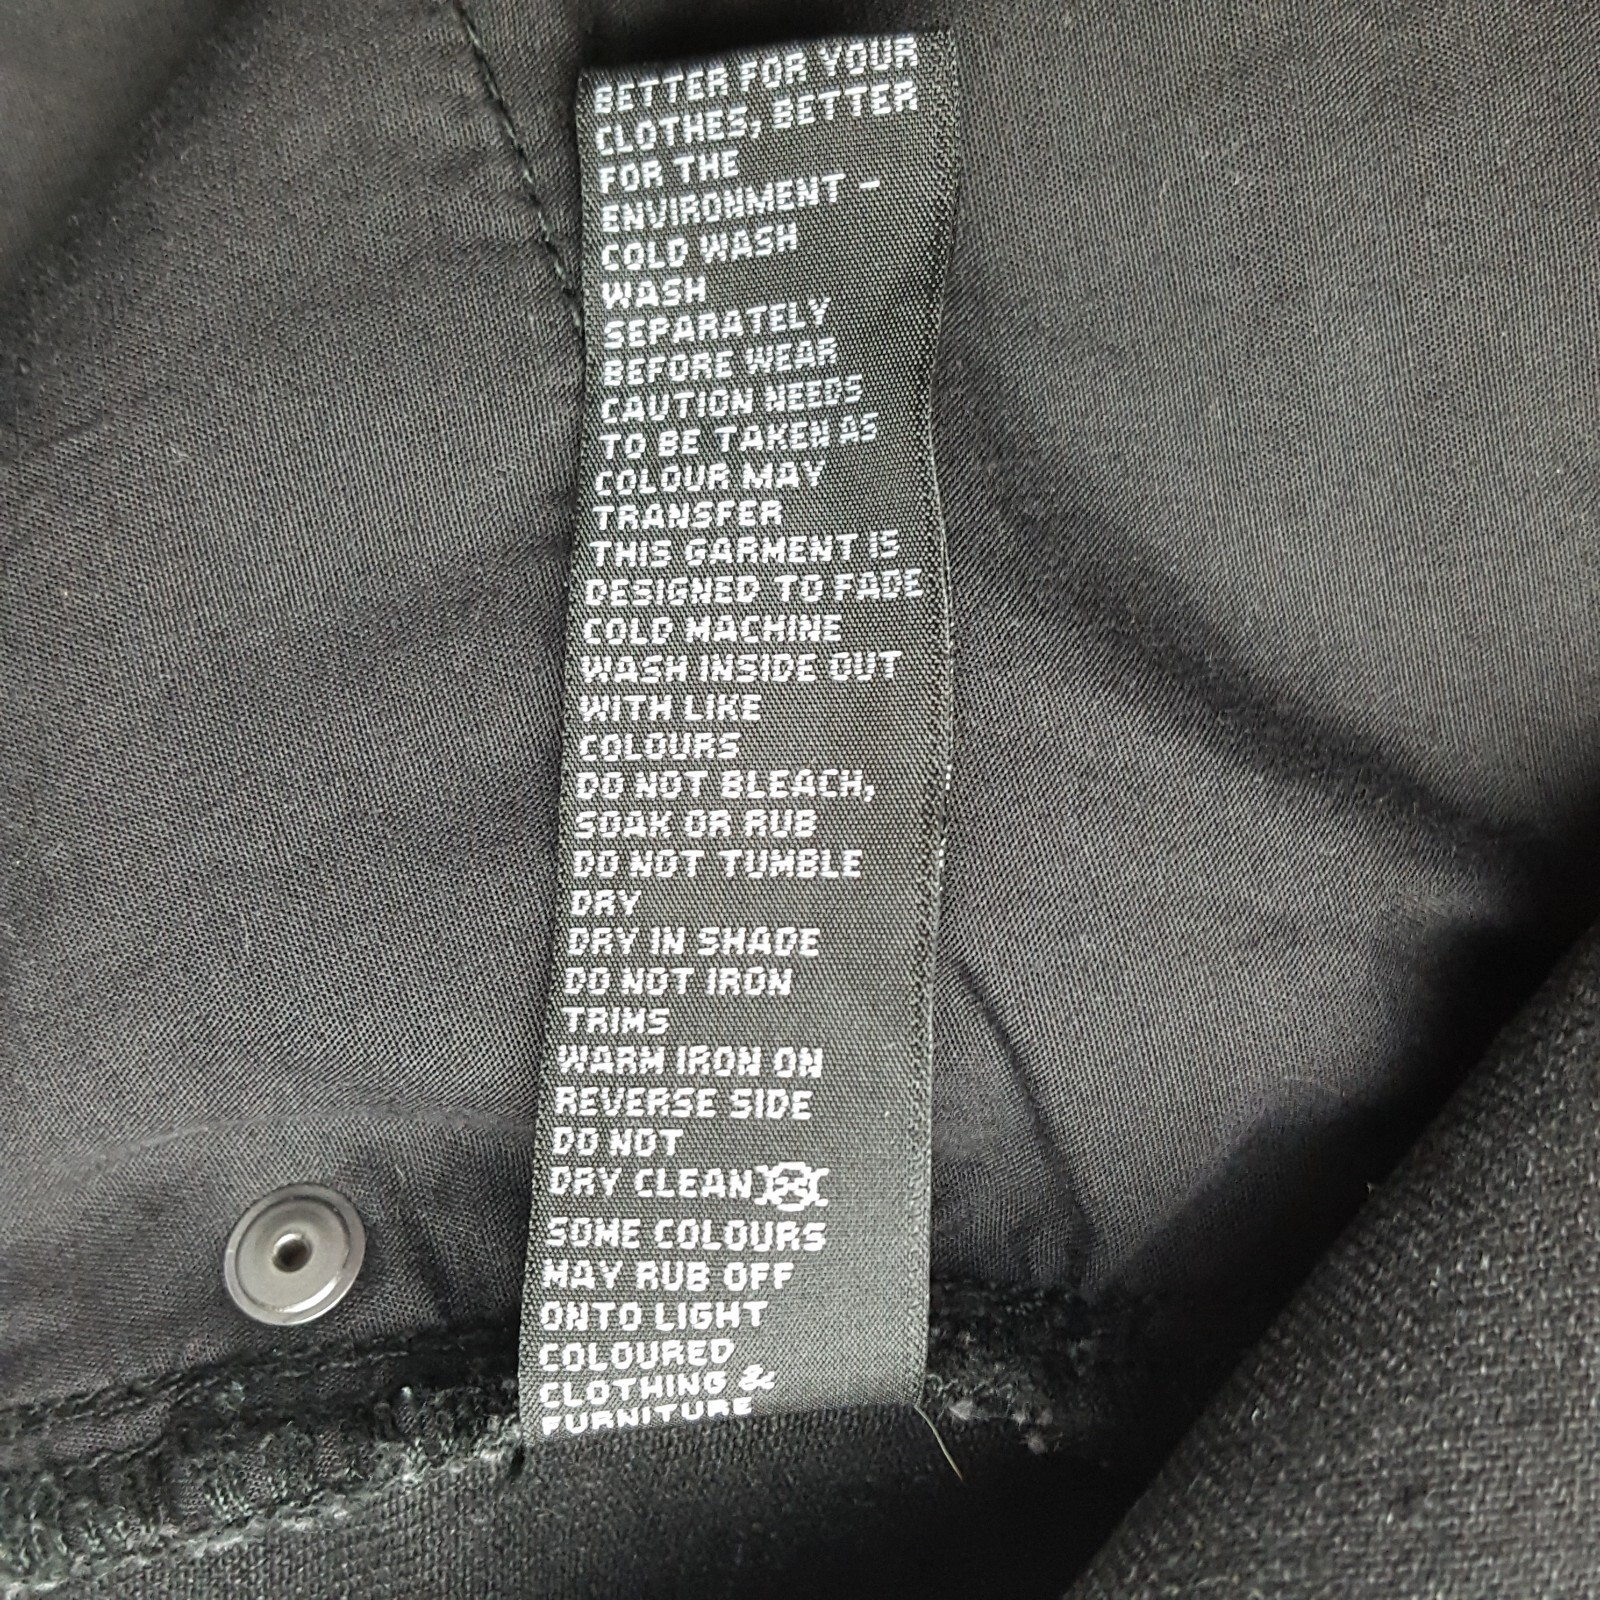 BETTER FOR YOUR
CLOTHES, BETTER
FOR THE
ENVIRONMENT -
COLD WASH
WASH
SEPARATELY
BEFORE WEAR
CAUTION NEEDS
TO BE TAKEN AS
COLOUR MAY
TRANSFER
THIS GARMENT IS
DESIGNED TO FADE
COLD MACHINE
WASH INSIDE OUT
WITH LIKE
COLOURS
DO NOT BLEACH,
SOAK OR RUB
DO NOT TUMBLE
DRY
DRY IN SHADE
DO NOT IRON
TRIMS
WARM IRON ON
REVERSE SIDE
DO NOT
DRY CLEAN
SOME COLOURS
MAY RUB OFF
ONTO LIGHT
COLOURED
CLOTHING &
FURNITURE